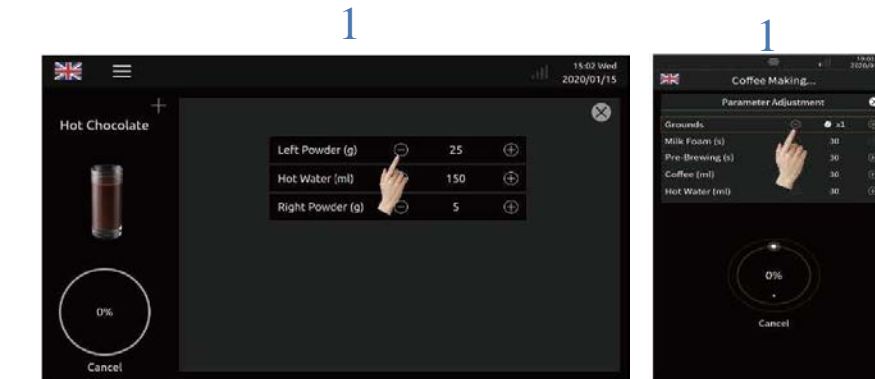 1
15:02 Wed
2020/01/15
Hot Chocolate
Left Powder (g) 25
Hot Water (ml) 150
Right Powder (g) 5
0%
Cancel
1
Coffee Making...
Parameter Adjustment
Grounds x1
Milk Foam (s) 30
Pre-Brewing (s) 30
Coffee (ml) 30
Hot Water (ml) 30
0%
Cancel